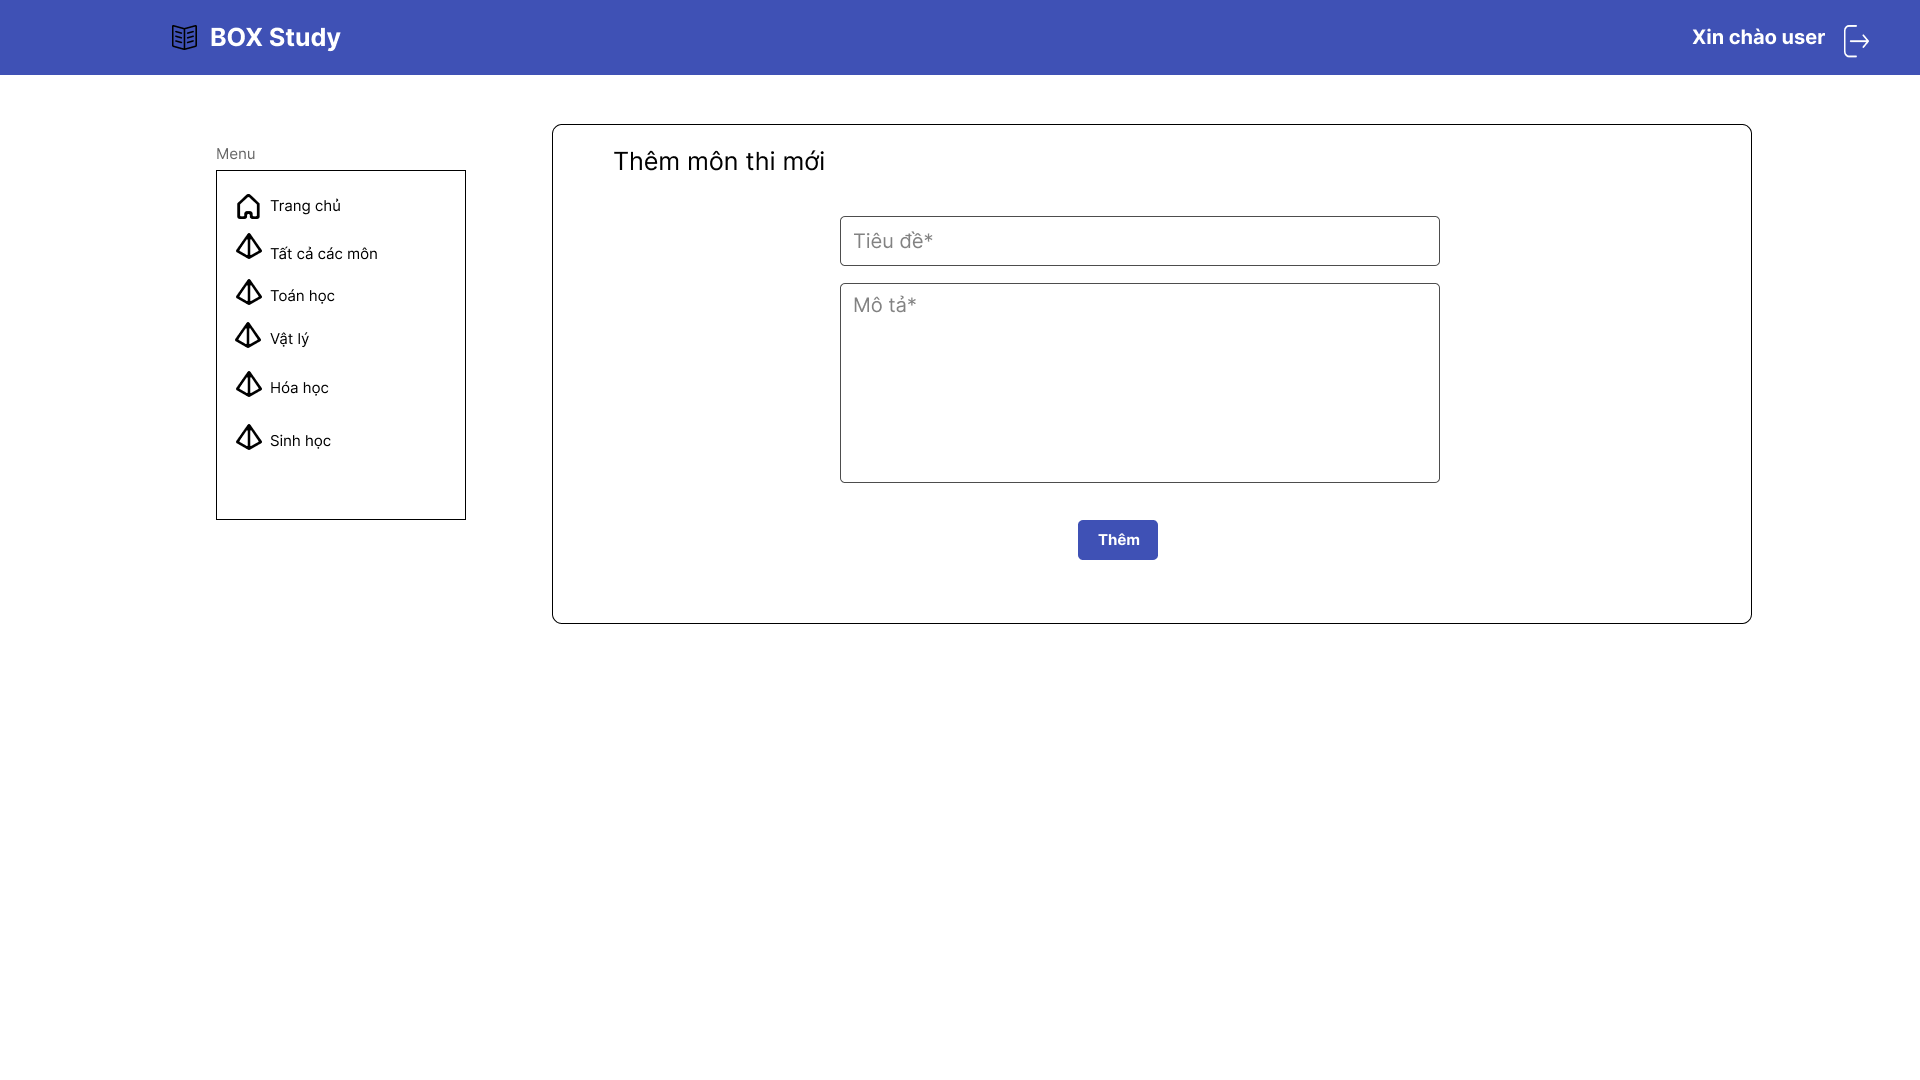 BOX Study
Xin chào user
Menu
Trang chủ
Tất cả các môn
Toán học
Vật lý
Hóa học
Sinh học
Thêm môn thi mới
Tiêu đề*
Mô tả*
Thêm